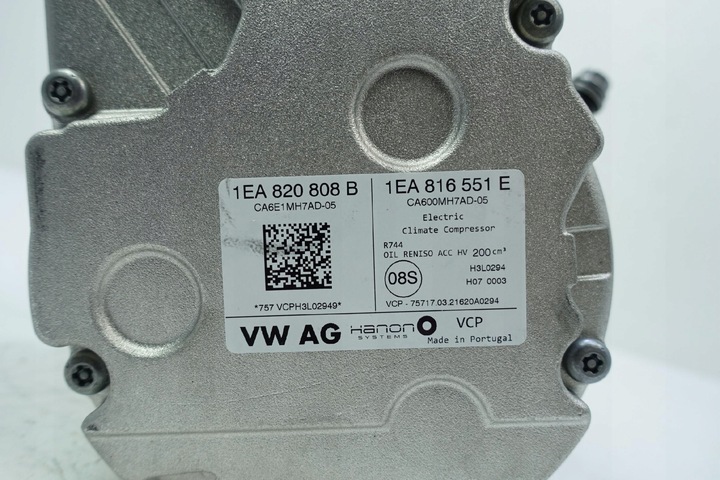 1EA 820 808 B
CA6E1MH7AD-05
*757 VCPH3L02949*
1EA 816 551 E
CA600MH7AD-05
Electric
Climate Compressor
R744
OIL RENISO ACC HV 200cm³
08S
H3L0294
H07 0003
VCP - 75717.03.21620A0294
VW AG
Hanon
SYSTEMS
VCP
Made in Portugal